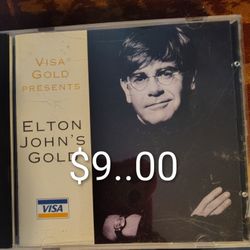 VISA
GOLD
PRESENTS
ELTON
JOHN'S
GOLD
$9..00
VISA